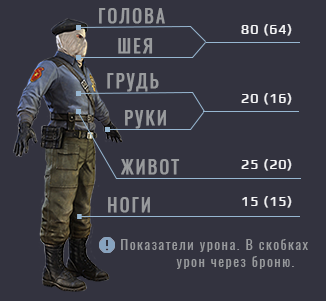 ГОЛОВА
80 (64)
ШЕЯ
ГРУДЬ
20 (16)
РУКИ
ЖИВОТ
25 (20)
НОГИ
15 (15)
! Показатели урона. В скобках
урон через броню.